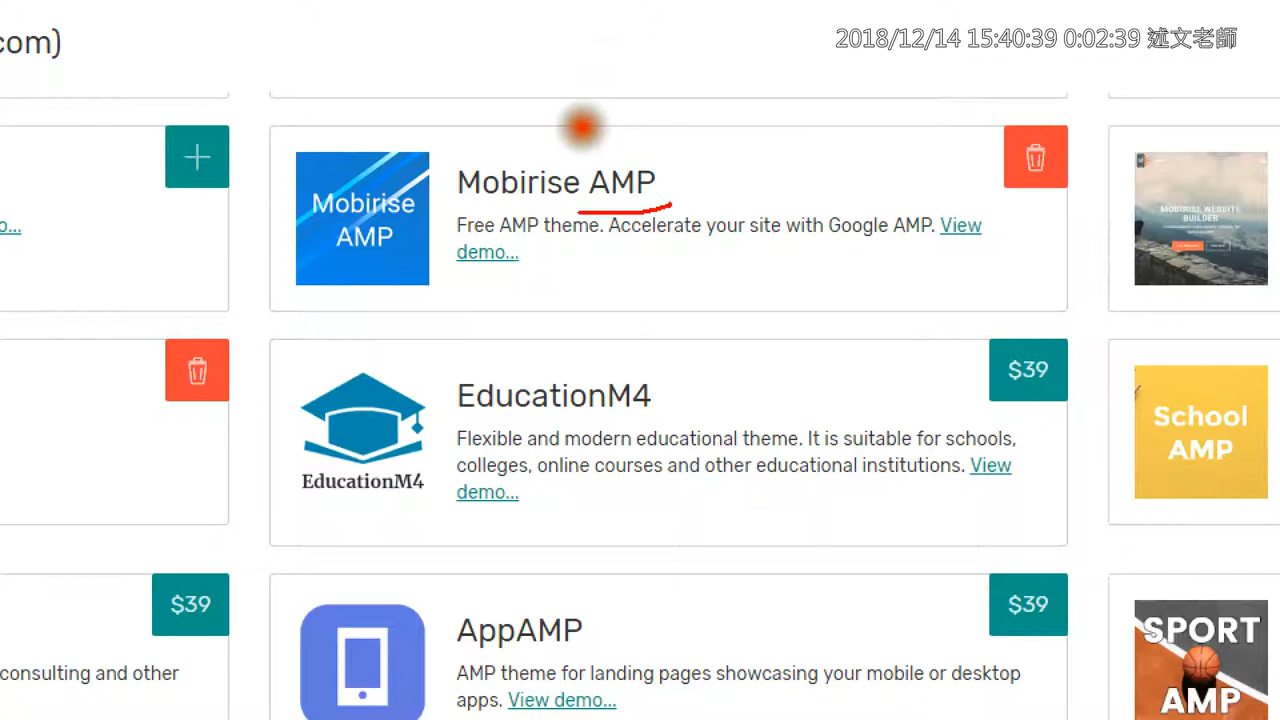 com)
2018/12/14 15:40:39 0:02:39 述文老師
o...
Mobirise
AMP
Mobirise AMP
Free AMP theme. Accelerate your site with Google AMP. View
demo...
MOBIRISE WEBSITE
BUILDER
EducationM4
EducationM4
Flexible and modern educational theme. It is suitable for schools,
colleges, online courses and other educational institutions. View
demo...
$39
School
AMP
$39
consulting and other
AppAMP
AMP theme for landing pages showcasing your mobile or desktop
apps. View demo...
$39
SPORT
AMP